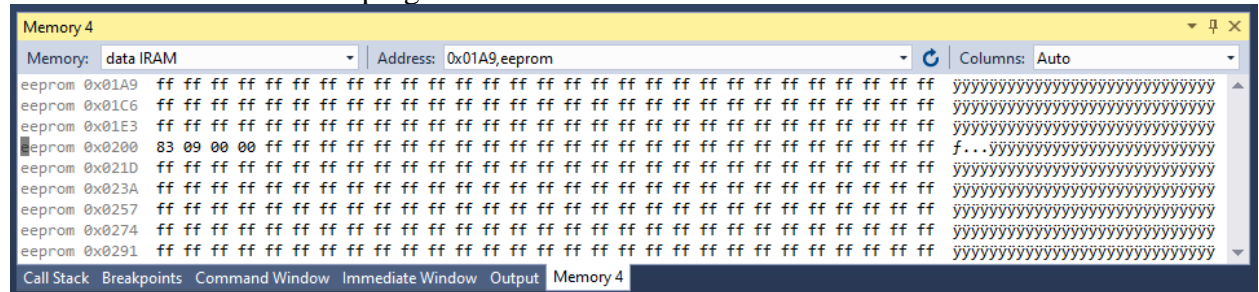 Memory 4
Memory: data IRAM Address: 0x01A9,eeprom Columns: Auto
eeprom 0x01A9 ff ff ff ff ff ff ff ff ff ff ff ff ff ff ff ff ff ff ff ff ff ff ff ff ff ff ff ff ff ÿÿÿÿÿÿÿÿÿÿÿÿÿÿÿÿÿÿÿÿÿÿÿÿÿÿÿÿÿ
eeprom 0x01C6 ff ff ff ff ff ff ff ff ff ff ff ff ff ff ff ff ff ff ff ff ff ff ff ff ff ff ff ff ff ÿÿÿÿÿÿÿÿÿÿÿÿÿÿÿÿÿÿÿÿÿÿÿÿÿÿÿÿÿ
eeprom 0x01E3 ff ff ff ff ff ff ff ff ff ff ff ff ff ff ff ff ff ff ff ff ff ff ff ff ff ff ff ff ff ÿÿÿÿÿÿÿÿÿÿÿÿÿÿÿÿÿÿÿÿÿÿÿÿÿÿÿÿÿ
eeprom 0x0200 83 09 00 00 ff ff ff ff ff ff ff ff ff ff ff ff ff ff ff ff ff ff ff ff ff ff ff ff ff ƒ...ÿÿÿÿÿÿÿÿÿÿÿÿÿÿÿÿÿÿÿÿÿÿÿÿÿ
eeprom 0x021D ff ff ff ff ff ff ff ff ff ff ff ff ff ff ff ff ff ff ff ff ff ff ff ff ff ff ff ff ff ÿÿÿÿÿÿÿÿÿÿÿÿÿÿÿÿÿÿÿÿÿÿÿÿÿÿÿÿÿ
eeprom 0x023A ff ff ff ff ff ff ff ff ff ff ff ff ff ff ff ff ff ff ff ff ff ff ff ff ff ff ff ff ff ÿÿÿÿÿÿÿÿÿÿÿÿÿÿÿÿÿÿÿÿÿÿÿÿÿÿÿÿÿ
eeprom 0x0257 ff ff ff ff ff ff ff ff ff ff ff ff ff ff ff ff ff ff ff ff ff ff ff ff ff ff ff ff ff ÿÿÿÿÿÿÿÿÿÿÿÿÿÿÿÿÿÿÿÿÿÿÿÿÿÿÿÿÿ
eeprom 0x0274 ff ff ff ff ff ff ff ff ff ff ff ff ff ff ff ff ff ff ff ff ff ff ff ff ff ff ff ff ff ÿÿÿÿÿÿÿÿÿÿÿÿÿÿÿÿÿÿÿÿÿÿÿÿÿÿÿÿÿ
eeprom 0x0291 ff ff ff ff ff ff ff ff ff ff ff ff ff ff ff ff ff ff ff ff ff ff ff ff ff ff ff ff ff ÿÿÿÿÿÿÿÿÿÿÿÿÿÿÿÿÿÿÿÿÿÿÿÿÿÿÿÿÿ
Call Stack Breakpoints Command Window Immediate Window Output Memory 4